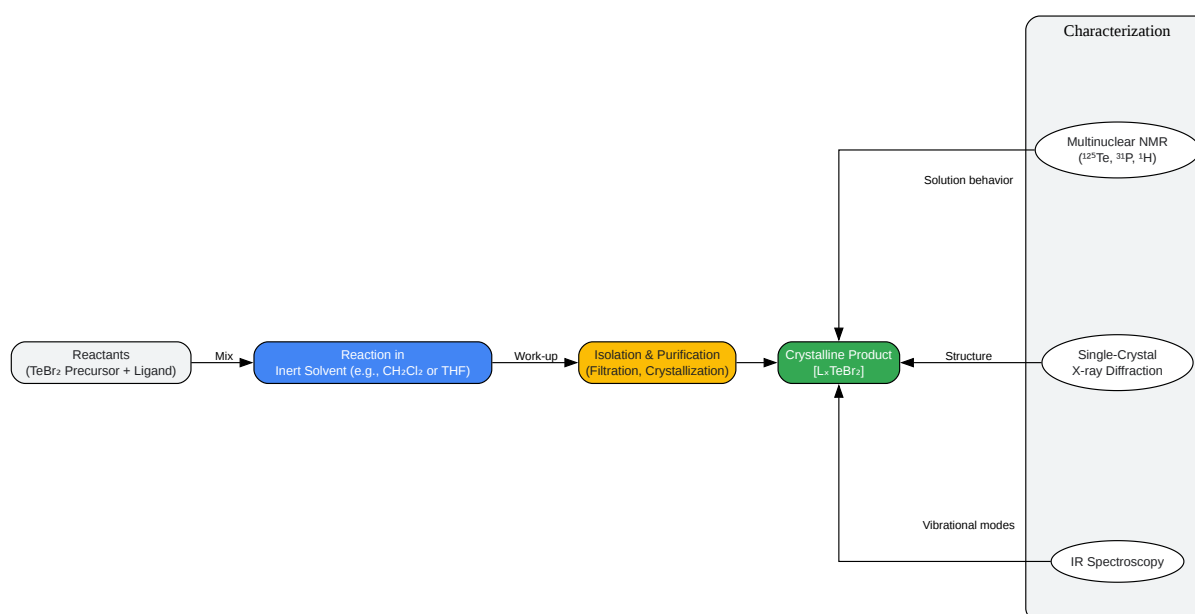 Characterization
Multinuclear NMR
(¹²⁵Te, ³¹P, ¹H)
Solution behavior
Reactants
(TeBr₂ Precursor + Ligand)
Mix
Reaction in
Inert Solvent (e.g., CH₂Cl₂ or THF)
Work-up
Isolation & Purification
(Filtration, Crystallization)
Crystalline Product
[LₓTeBr₂]
Structure
Single-Crystal
X-ray Diffraction
Vibrational modes
IR Spectroscopy